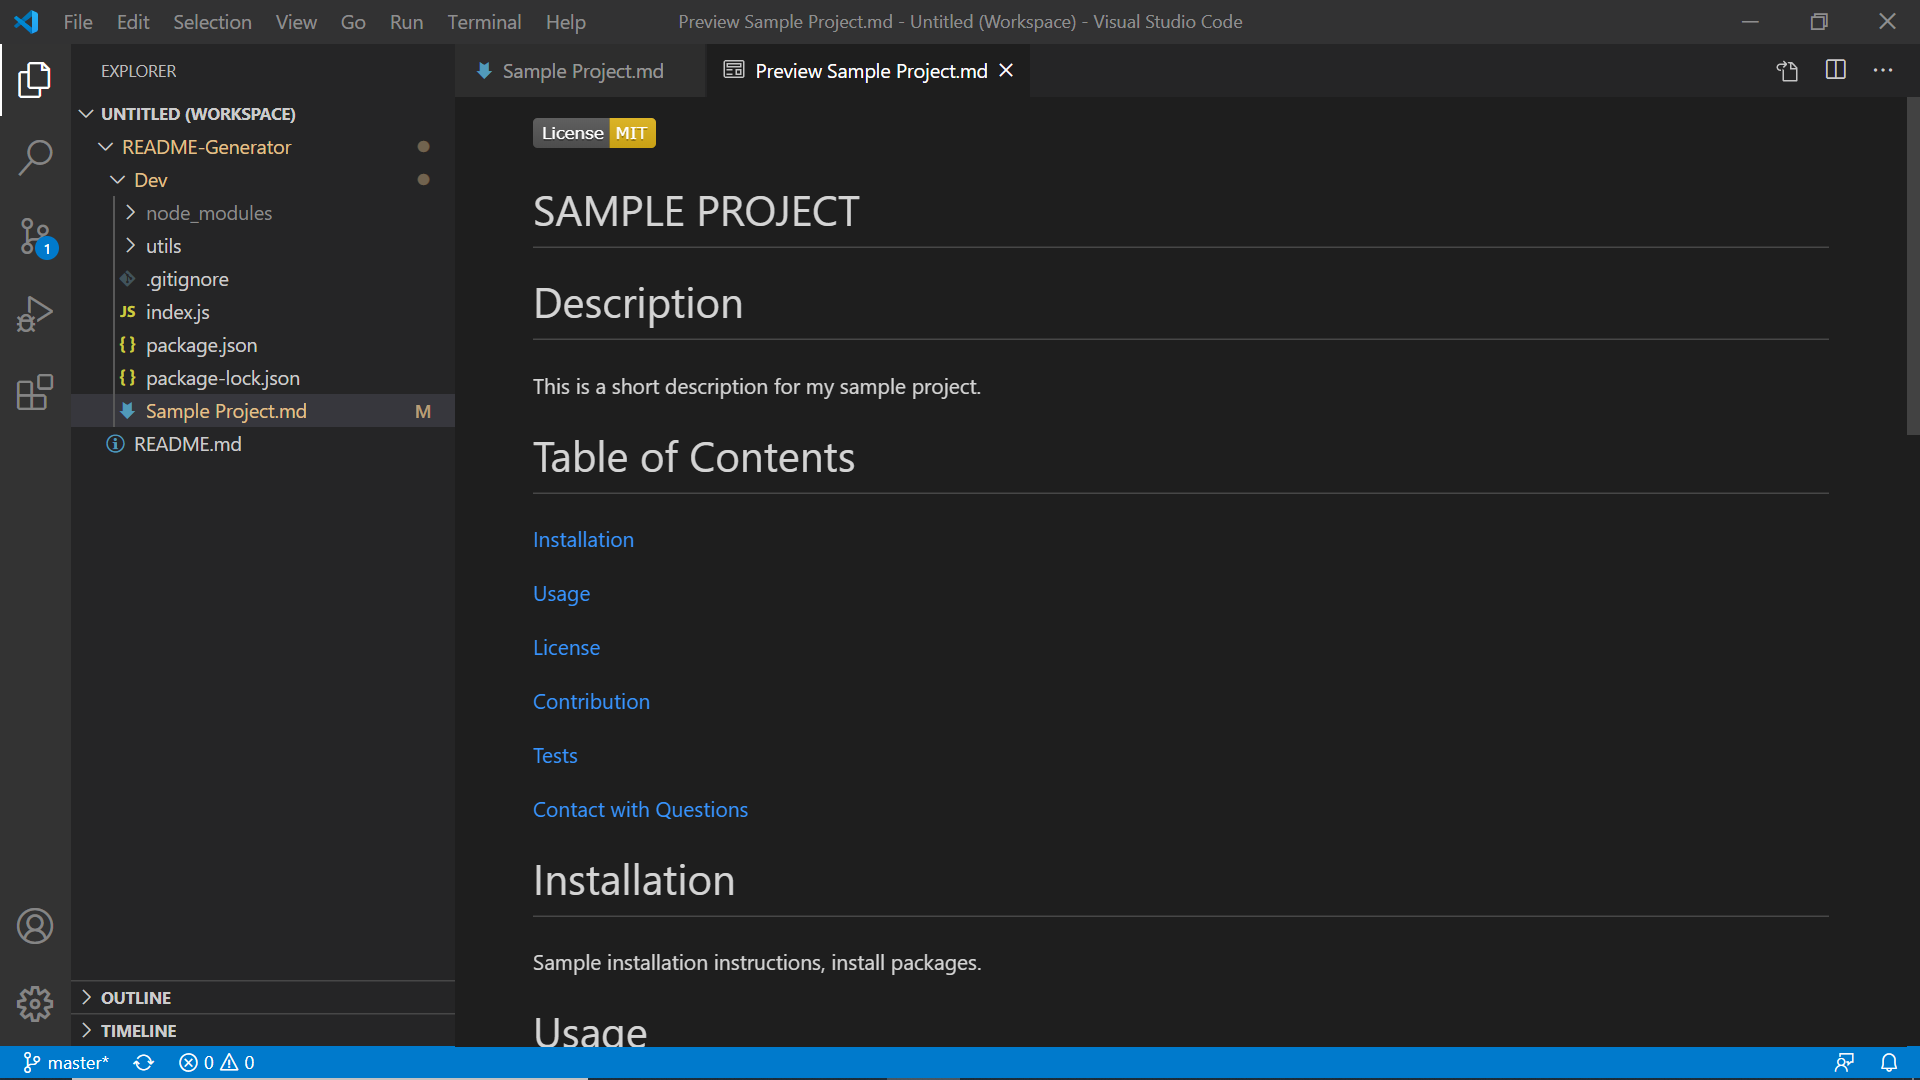 File Edit Selection View Go Run Terminal Help Preview Sample Project.md - Untitled (Workspace) - Visual Studio Code
EXPLORER
UNTITLED (WORKSPACE)
README-Generator
Dev
node_modules
utils
.gitignore
JS index.js
{} package.json
{} package-lock.json
Sample Project.md M
README.md
OUTLINE
TIMELINE
1
Sample Project.md Preview Sample Project.md
License MIT
SAMPLE PROJECT
Description
This is a short description for my sample project.
Table of Contents
Installation
Usage
License
Contribution
Tests
Contact with Questions
Installation
Sample installation instructions, install packages.
Usage
master* 0 0